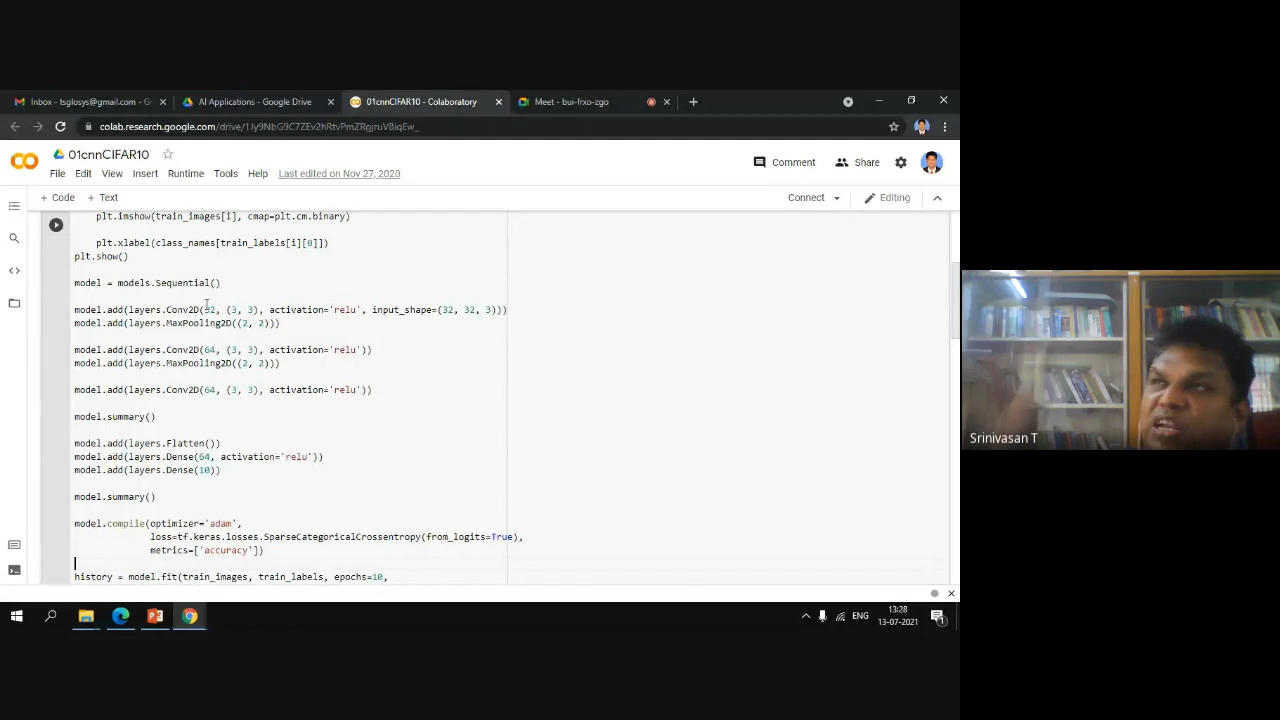 Inbox - tsglosys@gmail.com - G
AI Applications - Google Drive
01cnnCIFAR10 - Colaboratory
Meet - bui-frxo-zgo
colab.research.google.com/drive/1Jy9NbG9C7ZEv2hRtvPmZRgjruV8iqEw_
01cnnCIFAR10
Comment
Share
File Edit View Insert Runtime Tools Help Last edited on Nov 27, 2020
+ Code + Text
Connect
Editing
plt.imshow(train_images[i], cmap=plt.cm.binary)
plt.xlabel(class_names[train_labels[i][0]])
plt.show()
model = models.Sequential()
model.add(layers.Conv2D(32, (3, 3), activation='relu', input_shape=(32, 32, 3)))
model.add(layers.MaxPooling2D((2, 2)))
model.add(layers.Conv2D(64, (3, 3), activation='relu'))
model.add(layers.MaxPooling2D((2, 2)))
model.add(layers.Conv2D(64, (3, 3), activation='relu'))
model.summary()
model.add(layers.Flatten())
model.add(layers.Dense(64, activation='relu'))
model.add(layers.Dense(10))
model.summary()
model.compile(optimizer='adam',
loss=tf.keras.losses.SparseCategoricalCrossentropy(from_logits=True),
metrics=['accuracy'])
history = model.fit(train_images, train_labels, epochs=10,
Srinivasan T
ENG
13:28
13-07-2021
1